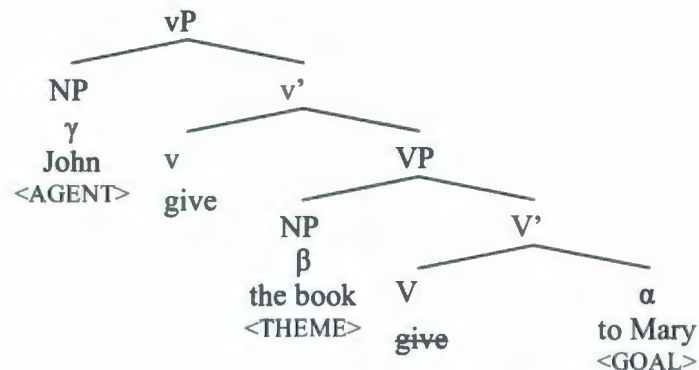 vP
NP v'
γ
John v VP
<AGENT> give
NP V'
β
the book V α
<THEME> give to Mary
<GOAL>